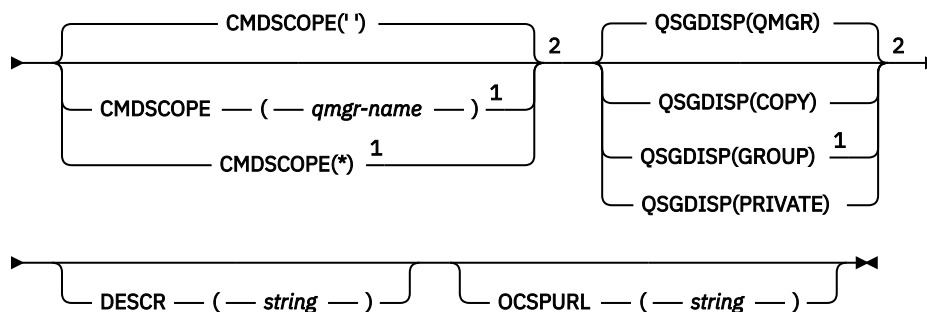 CMDSCOPE(' ')
2
CMDSCOPE ( qmgr-name ) 1
CMDSCOPE(*) 1
QSGDISP(QMGR)
2
QSGDISP(COPY)
QSGDISP(GROUP) 1
QSGDISP(PRIVATE)
DESCR ( string )
OCSPURL ( string )